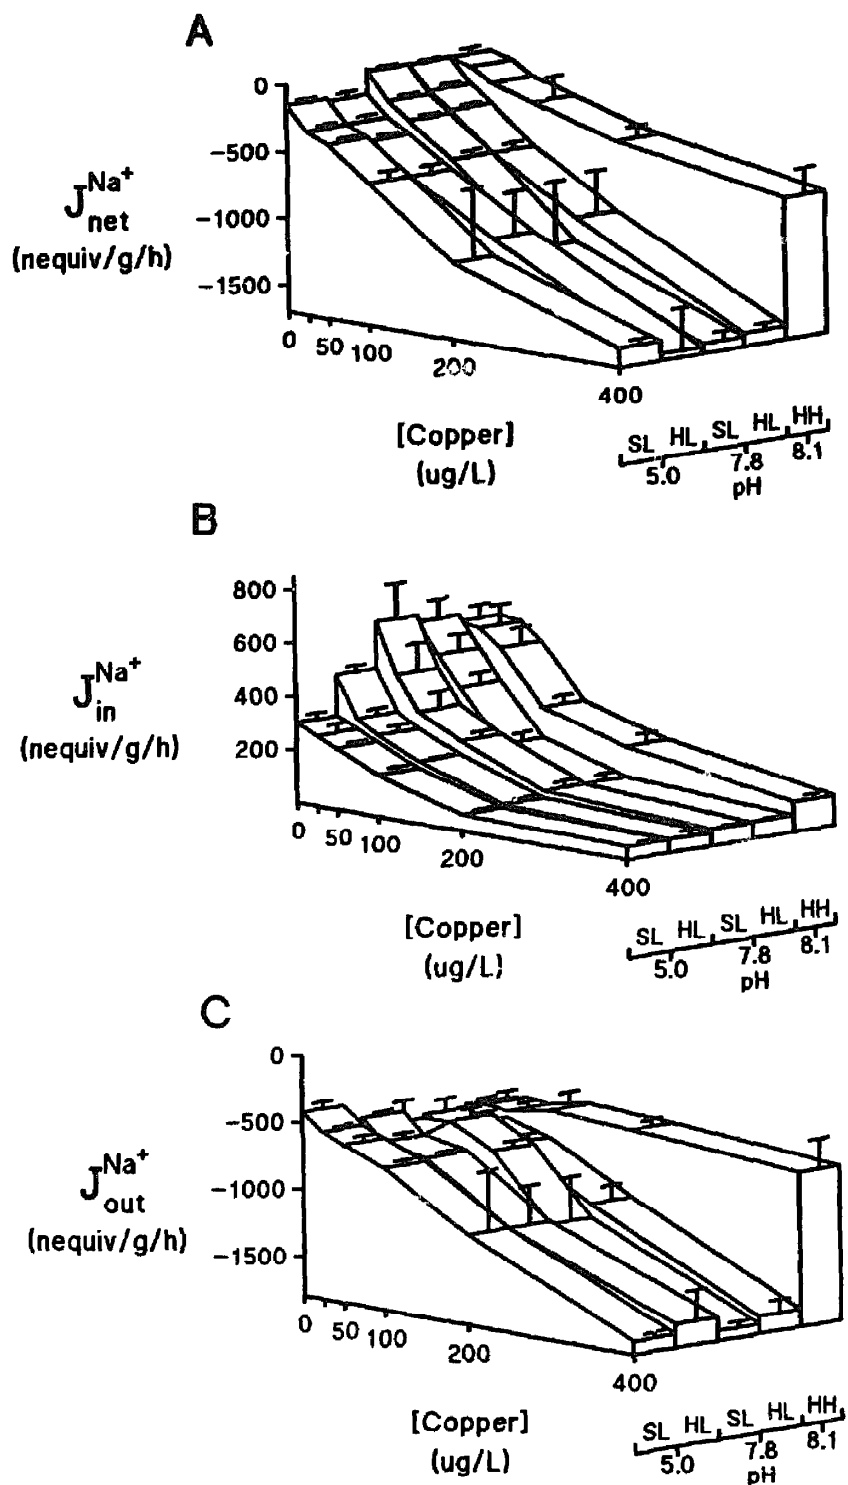 A
0
−500
−1000
−1500
J Na+ net
(nequiv/g/h)
0 50 100 200 400
[Copper]
(ug/L)
SL HL SL HL HH
5.0 7.8 8.1
pH
B
800
600
400
200
J Na+ in
(nequiv/g/h)
0 50 100 200 400
[Copper]
(ug/L)
SL HL SL HL HH
5.0 7.8 8.1
pH
C
0
−500
−1000
−1500
J Na+ out
(nequiv/g/h)
0 50 100 200 400
[Copper]
(ug/L)
SL HL SL HL HH
5.0 7.8 8.1
pH